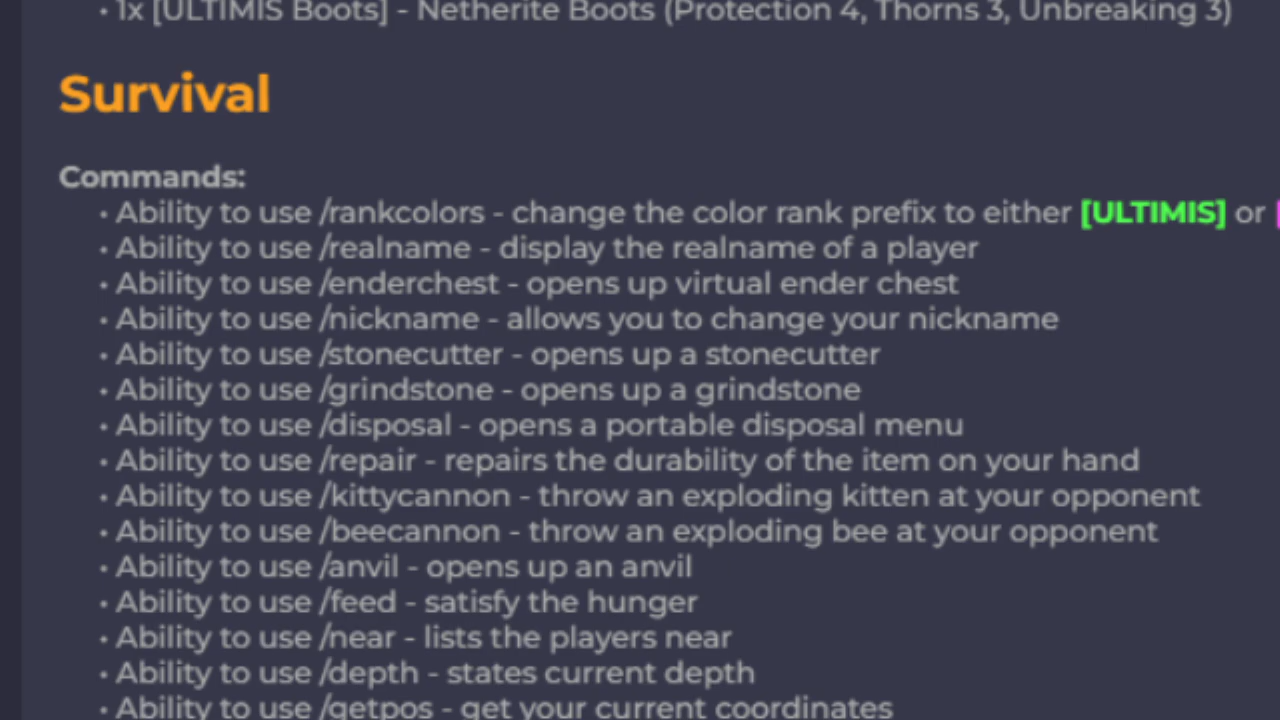 • 1x [ULTIMIS Boots] - Netherite Boots (Protection 4, Thorns 3, Unbreaking 3)
Survival
Commands:
• Ability to use /rankcolors - change the color rank prefix to either [ULTIMIS] or
• Ability to use /realname - display the realname of a player
• Ability to use /enderchest - opens up virtual ender chest
• Ability to use /nickname - allows you to change your nickname
• Ability to use /stonecutter - opens up a stonecutter
• Ability to use /grindstone - opens up a grindstone
• Ability to use /disposal - opens a portable disposal menu
• Ability to use /repair - repairs the durability of the item on your hand
• Ability to use /kittycannon - throw an exploding kitten at your opponent
• Ability to use /beecannon - throw an exploding bee at your opponent
• Ability to use /anvil - opens up an anvil
• Ability to use /feed - satisfy the hunger
• Ability to use /near - lists the players near
• Ability to use /depth - states current depth
• Ability to use /getpos - get your current coordinates